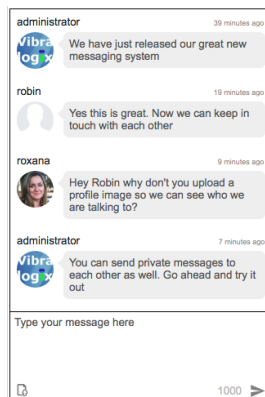 administrator
39 minutes ago
Vibra
logix
We have just released our great new
messaging system
robin
19 minutes ago
Yes this is great. Now we can keep in
touch with each other
roxana
9 minutes ago
Hey Robin why don't you upload a
profile image so we can see who we
are talking to?
administrator
7 minutes ago
Vibra
logix
You can send private messages to
each other as well. Go ahead and try it
out
Type your message here
1000